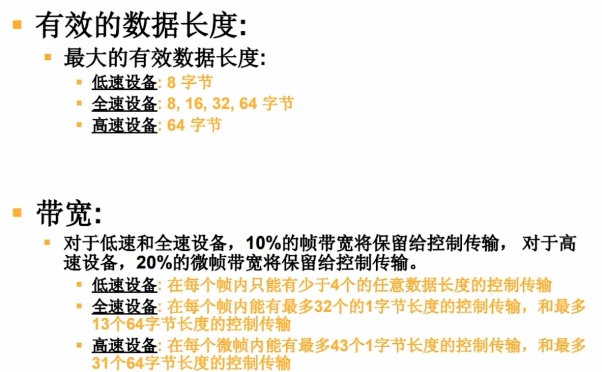 有效的数据长度:
最大的有效数据长度:
低速设备: 8 字节
全速设备: 8, 16, 32, 64 字节
高速设备: 64 字节
带宽:
对于低速和全速设备，10%的帧带宽将保留给控制传输， 对于高
速设备，20%的微帧带宽将保留给控制传输。
低速设备: 在每个帧内只能有少于4个的任意数据长度的控制传输
全速设备: 在每个帧内能有最多32个的1字节长度的控制传输，和最多
13个64字节长度的控制传输
高速设备: 在每个微帧内能有最多43个1字节长度的控制传输，和最多
31个64字节长度的控制传输